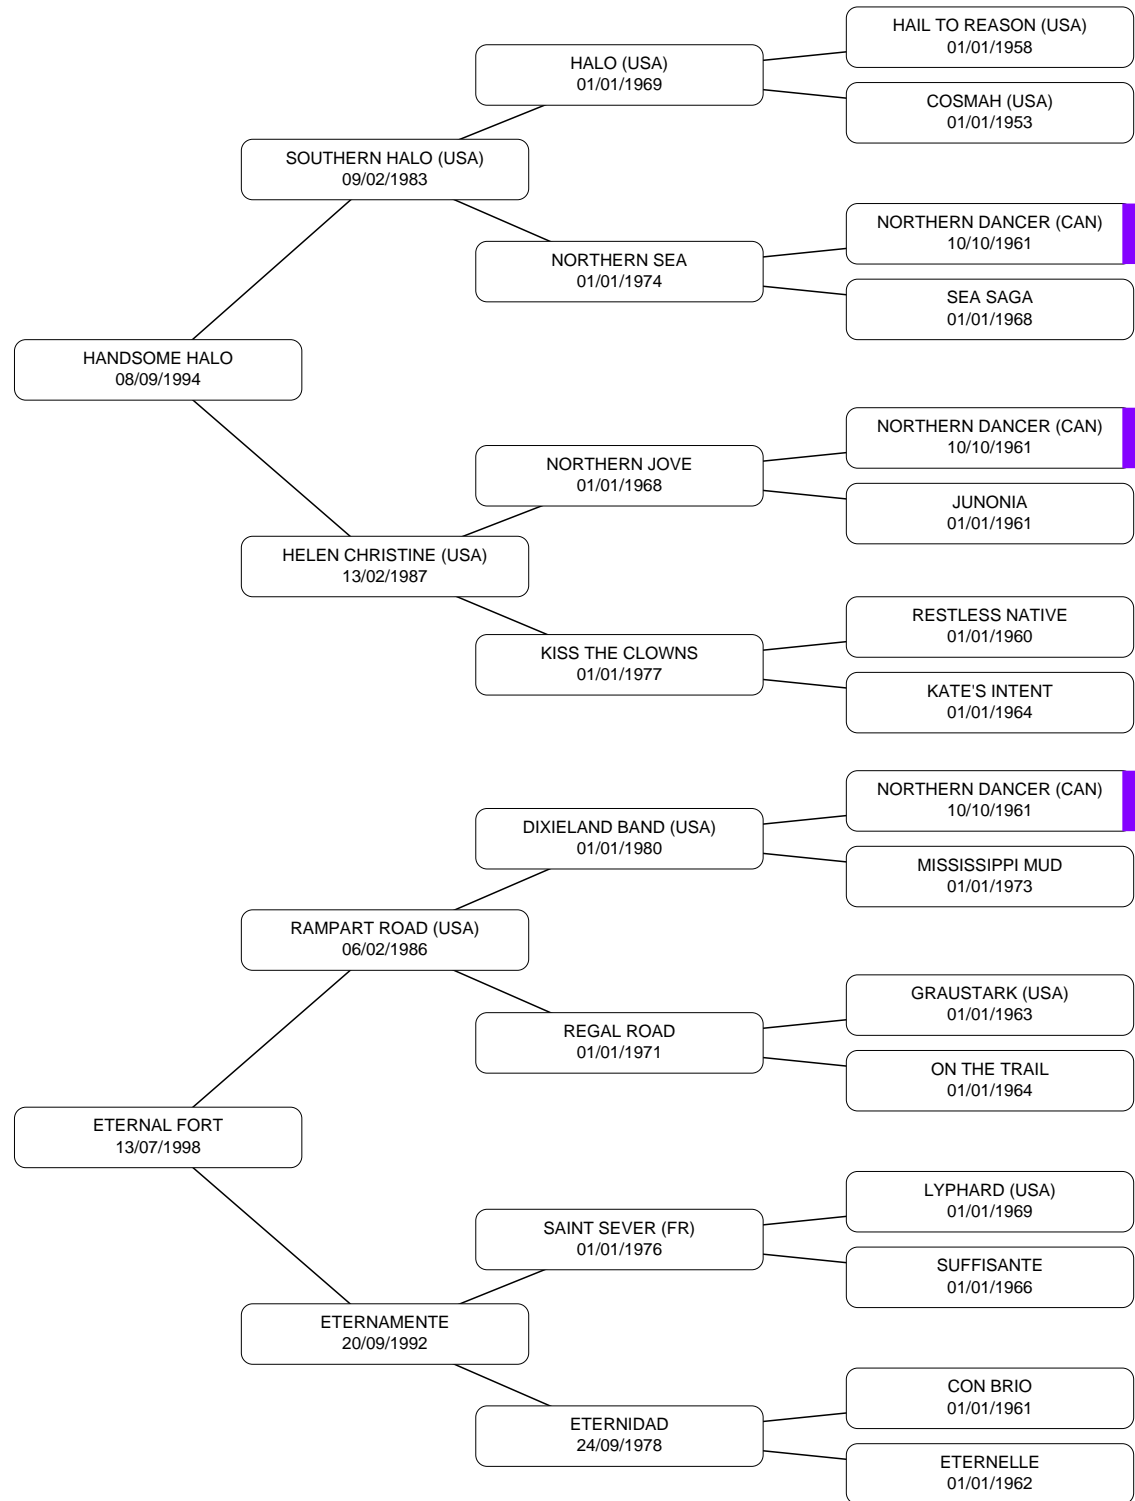 HAIL TO REASON (USA)
01/01/1958
HALO (USA)
01/01/1969
COSMAH (USA)
01/01/1953
SOUTHERN HALO (USA)
09/02/1983
NORTHERN DANCER (CAN)
10/10/1961
NORTHERN SEA
01/01/1974
SEA SAGA
01/01/1968
HANDSOME HALO
08/09/1994
NORTHERN DANCER (CAN)
10/10/1961
NORTHERN JOVE
01/01/1968
JUNONIA
01/01/1961
HELEN CHRISTINE (USA)
13/02/1987
RESTLESS NATIVE
01/01/1960
KISS THE CLOWNS
01/01/1977
KATE'S INTENT
01/01/1964
NORTHERN DANCER (CAN)
10/10/1961
DIXIELAND BAND (USA)
01/01/1980
MISSISSIPPI MUD
01/01/1973
RAMPART ROAD (USA)
06/02/1986
GRAUSTARK (USA)
01/01/1963
REGAL ROAD
01/01/1971
ON THE TRAIL
01/01/1964
ETERNAL FORT
13/07/1998
LYPHARD (USA)
01/01/1969
SAINT SEVER (FR)
01/01/1976
SUFFISANTE
01/01/1966
ETERNAMENTE
20/09/1992
CON BRIO
01/01/1961
ETERNIDAD
24/09/1978
ETERNELLE
01/01/1962